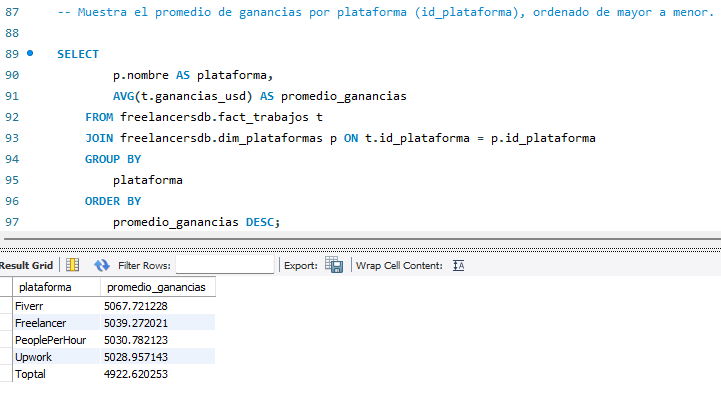 87 -- Muestra el promedio de ganancias por plataforma (id_plataforma), ordenado de mayor a menor.
88
89 SELECT
90 p.nombre AS plataforma,
91 AVG(t.ganancias_usd) AS promedio_ganancias
92 FROM freelancersdb.fact_trabajos t
93 JOIN freelancersdb.dim_plataformas p ON t.id_plataforma = p.id_plataforma
94 GROUP BY
95 plataforma
96 ORDER BY
97 promedio_ganancias DESC;
Result Grid Filter Rows: Export: Wrap Cell Content: IA
plataforma promedio_ganancias
Fiverr 5067.721228
Freelancer 5039.272021
PeoplePerHour 5030.782123
Upwork 5028.957143
Toptal 4922.620253